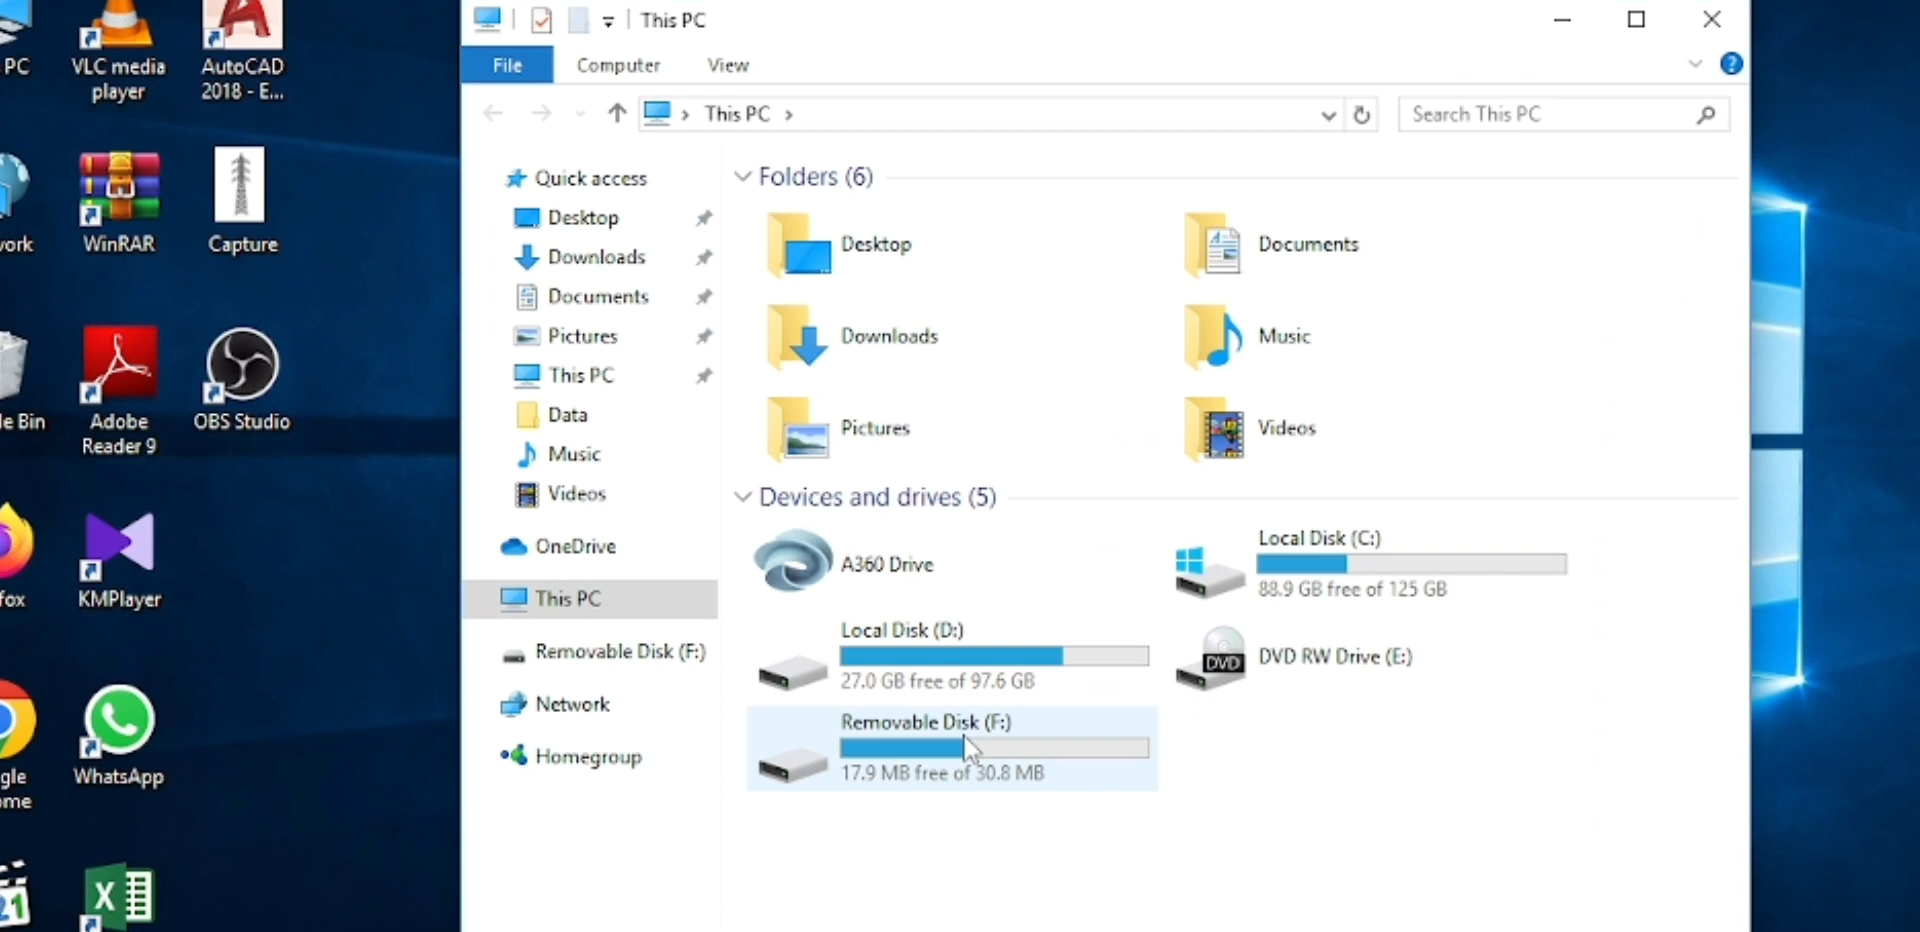 PC
VLC media
player
AutoCAD
2018 - E...
work
WinRAR
Capture
le Bin
Adobe
Reader 9
OBS Studio
fox
KMPlayer
gle
ome
WhatsApp
21
X
This PC
File
Computer
View
?
This PC
Search This PC
Quick access
Desktop
Downloads
Documents
Pictures
This PC
Data
Music
Videos
OneDrive
This PC
Removable Disk (F:)
Network
Homegroup
Folders (6)
Desktop
Documents
Downloads
Music
Pictures
Videos
Devices and drives (5)
A360 Drive
Local Disk (C:)
88.9 GB free of 125 GB
Local Disk (D:)
27.0 GB free of 97.6 GB
DVD
DVD RW Drive (E:)
Removable Disk (F:)
17.9 MB free of 30.8 MB